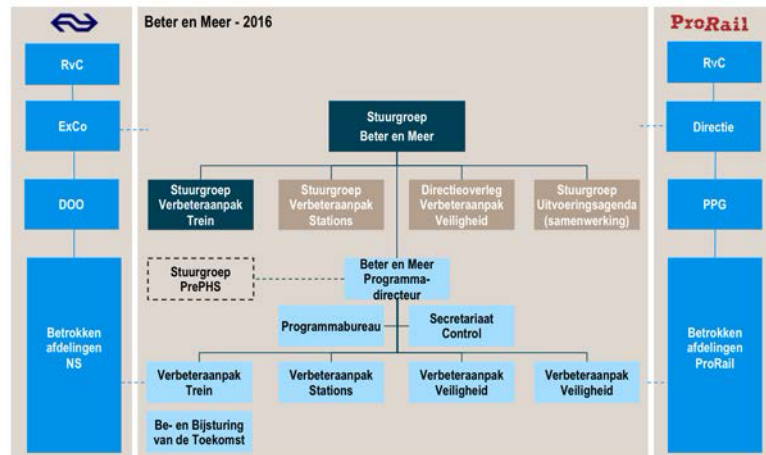 Beter en Meer - 2016
ProRail
RvC
ExCo
DOO
Betrokken
afdelingen
NS
Stuurgroep
Beter en Meer
Stuurgroep
Verbeteraanpak
Trein
Stuurgroep
Verbeteraanpak
Stations
Directieoverleg
Verbeteraanpak
Veiligheid
Stuurgroep
Uitvoeringsagenda
(samenwerking)
Stuurgroep
PrePHS
Beter en Meer
Programma-
directeur
Programmabureau
Secretariaat
Control
Verbeteraanpak
Trein
Verbeteraanpak
Stations
Verbeteraanpak
Veiligheid
Verbeteraanpak
Veiligheid
Be- en Bijsturing
van de Toekomst
RvC
Directie
PPG
Betrokken
afdelingen
ProRail